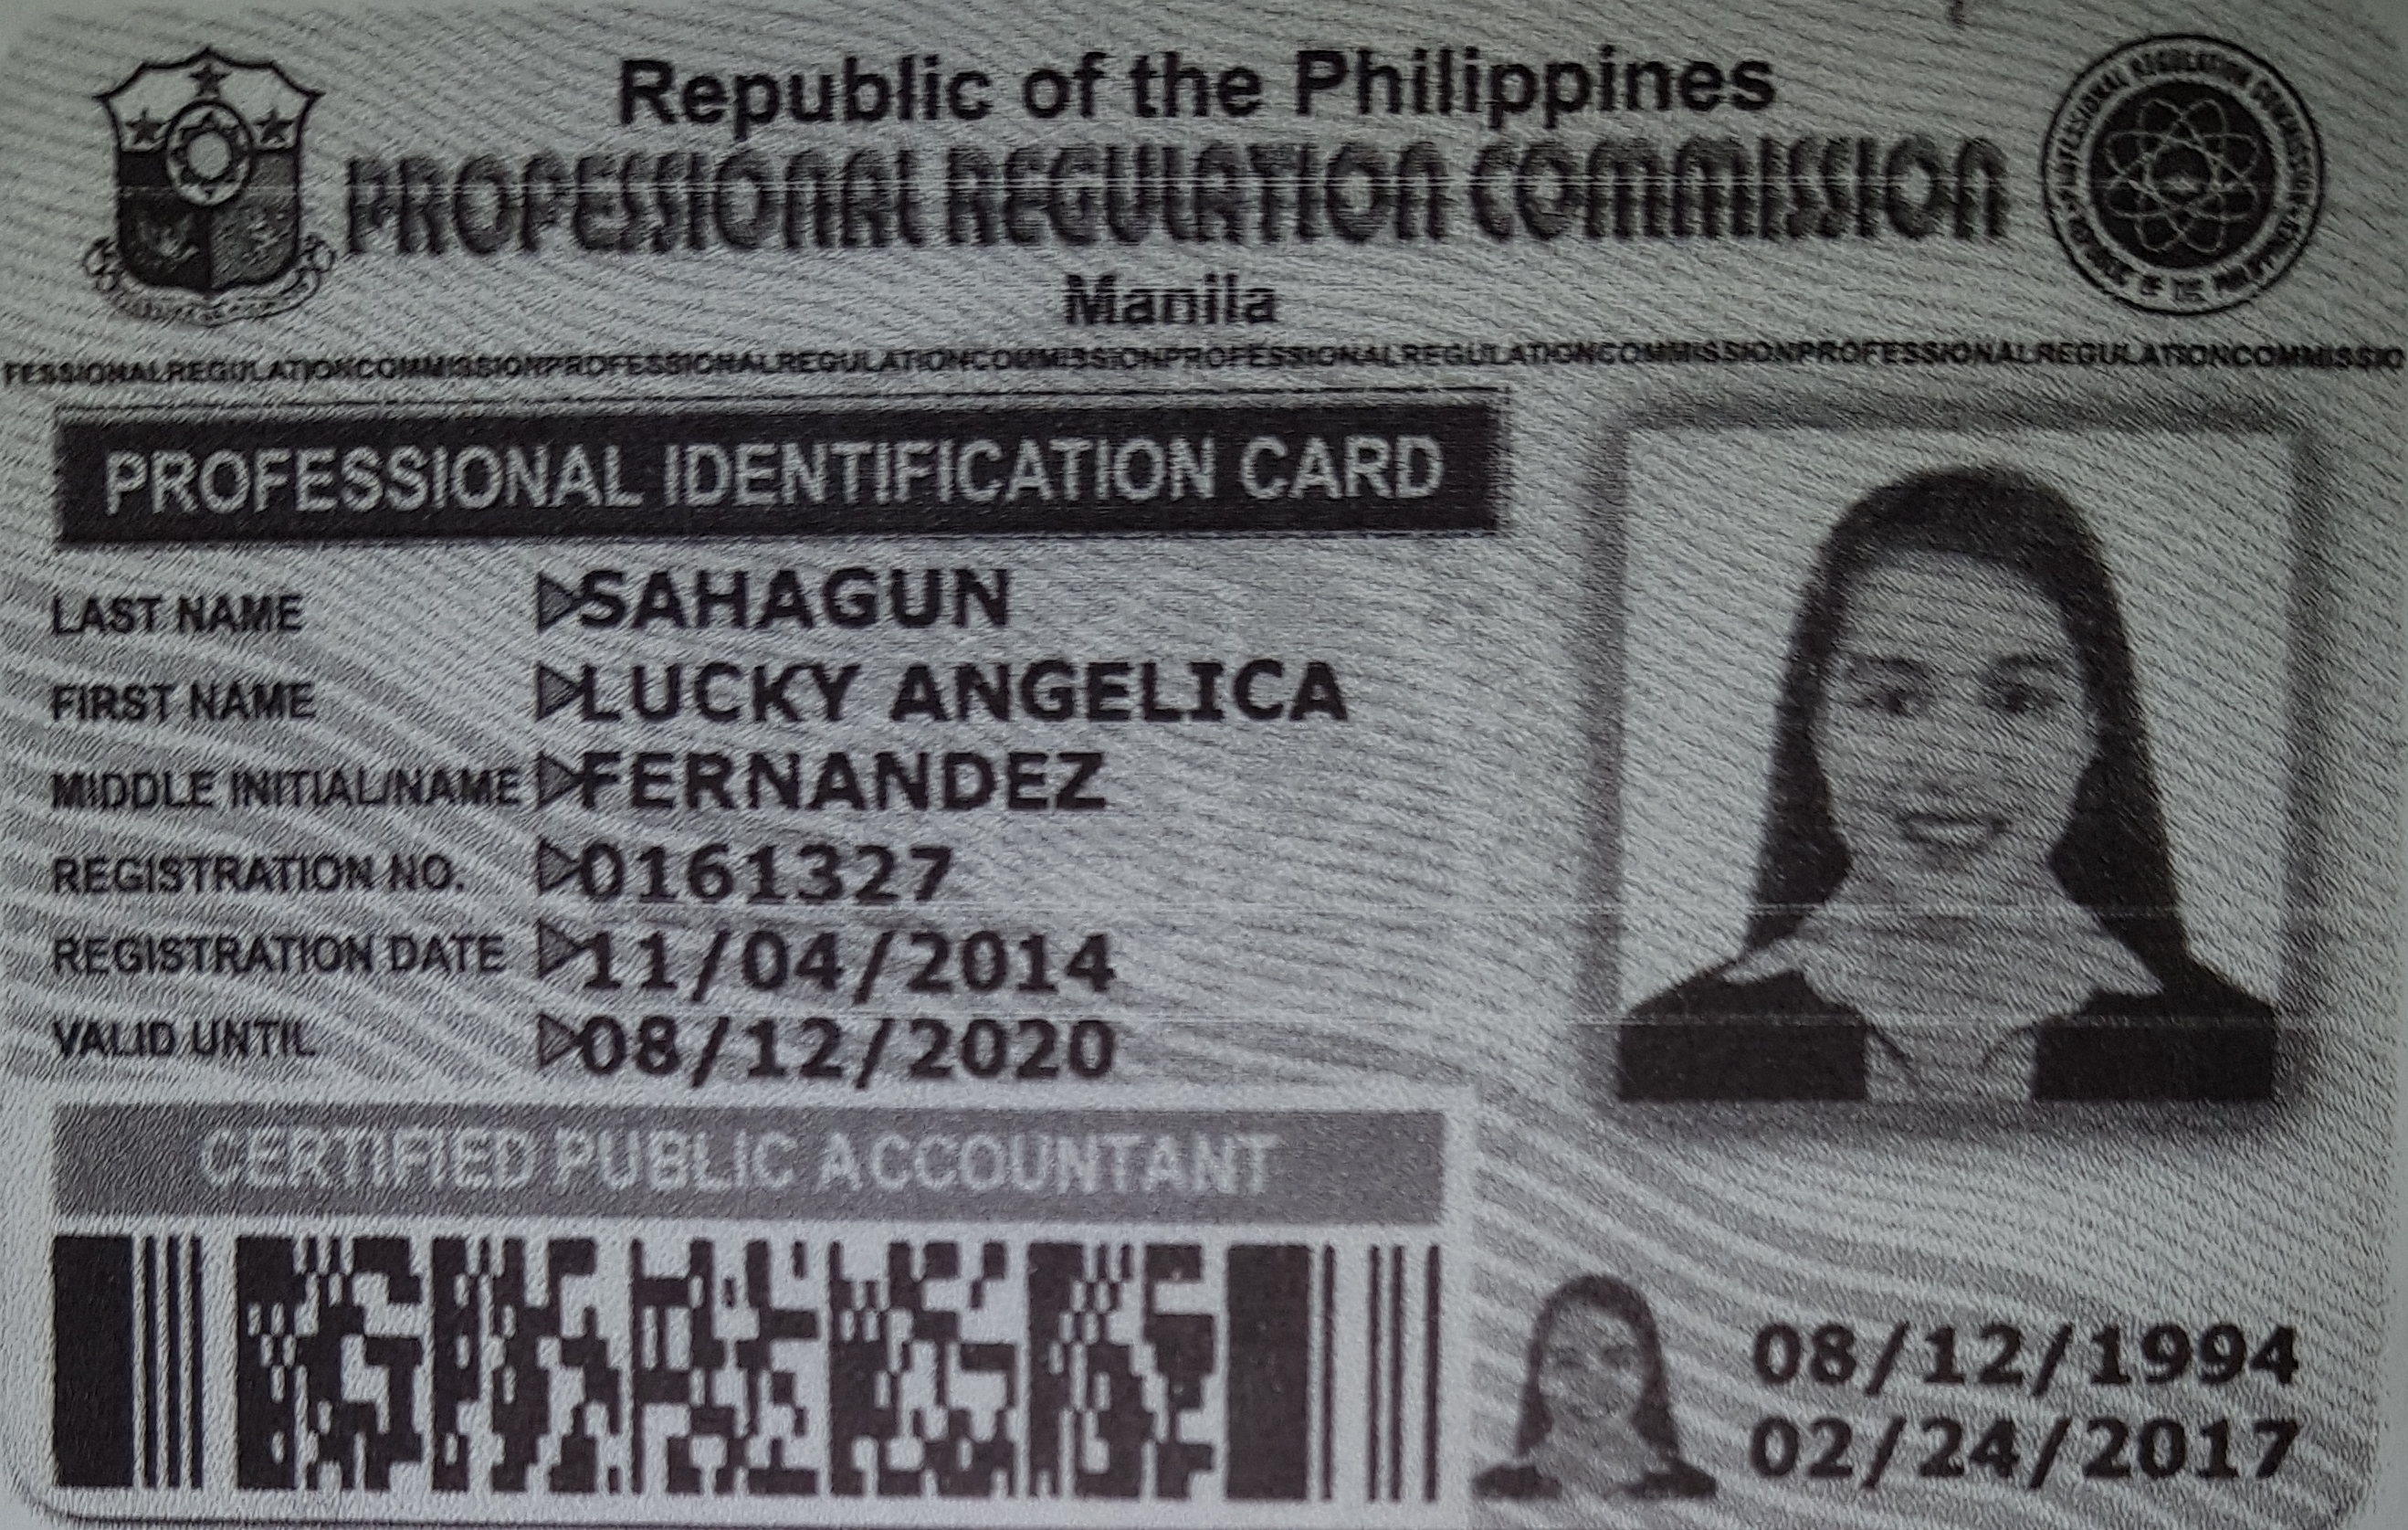 Republic of the Philippines
PROFESSIONAL REGULATION COMMISSION
Manila
FESSIONALREGULATIONCOMMISSIONPROFESSIONALREGULATIONCOMMISSIONPROFESSIONALREGULATIONCOMMISSIONPROFESSIONALREGULATIONCOMMISSIO
PROFESSIONAL IDENTIFICATION CARD
LAST NAME SAHAGUN
FIRST NAME LUCKY ANGELICA
MIDDLE INITIAL/NAME FERNANDEZ
REGISTRATION NO. 0161327
REGISTRATION DATE 11/04/2014
VALID UNTIL 08/12/2020
CERTIFIED PUBLIC ACCOUNTANT
08/12/1994
02/24/2017